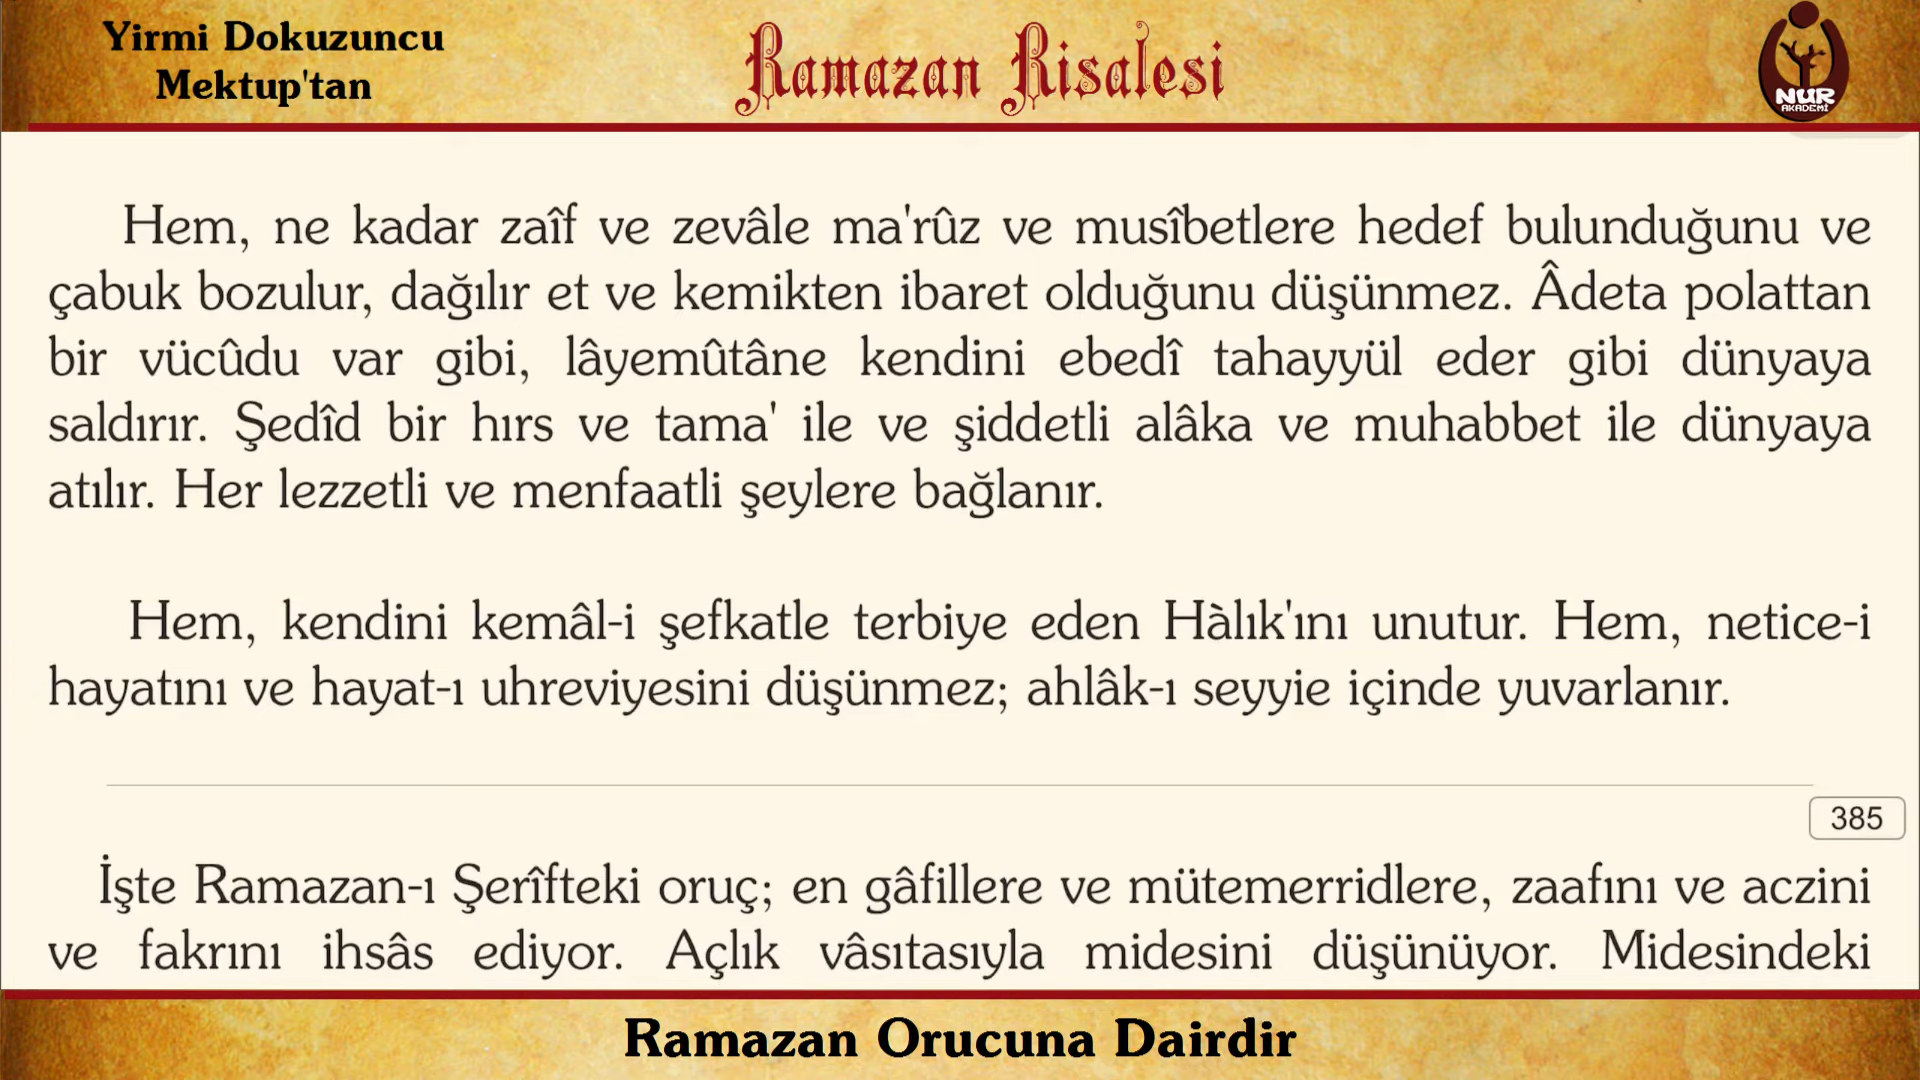 Yirmi Dokuzuncu
Mektup'tan
Ramazan Risalesi
NUR
AKADEMİ
Hem, ne kadar zaîf ve zevâle ma'rûz ve musîbetlere hedef bulunduğunu ve
çabuk bozulur, dağılır et ve kemikten ibaret olduğunu düşünmez. Âdeta polattan
bir vücûdu var gibi, lâyemûtâne kendini ebedî tahayyül eder gibi dünyaya
saldırır. Şedîd bir hırs ve tama' ile ve şiddetli alâka ve muhabbet ile dünyaya
atılır. Her lezzetli ve menfaatli şeylere bağlanır.
Hem, kendini kemâl-i şefkatle terbiye eden Hàlık'ını unutur. Hem, netice-i
hayatını ve hayat-ı uhreviyesini düşünmez; ahlâk-ı seyyie içinde yuvarlanır.
385
İşte Ramazan-ı Şerîfteki oruç; en gâfillere ve mütemerridlere, zaafını ve aczini
ve fakrını ihsâs ediyor. Açlık vâsıtasıyla midesini düşünüyor. Midesindeki
Ramazan Orucuna Dairdir